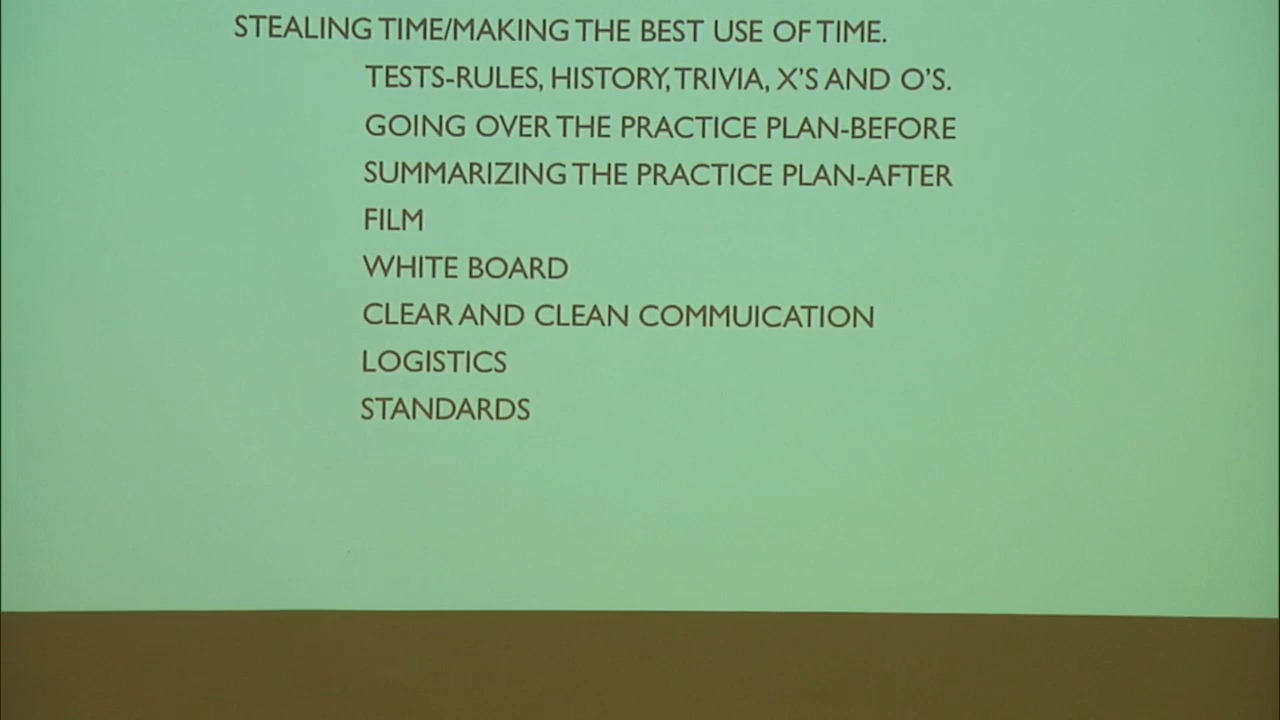 STEALING TIME/MAKING THE BEST USE OF TIME.
TESTS-RULES, HISTORY, TRIVIA, X'S AND O'S.
GOING OVER THE PRACTICE PLAN-BEFORE
SUMMARIZING THE PRACTICE PLAN-AFTER
FILM
WHITE BOARD
CLEAR AND CLEAN COMMUICATION
LOGISTICS
STANDARDS